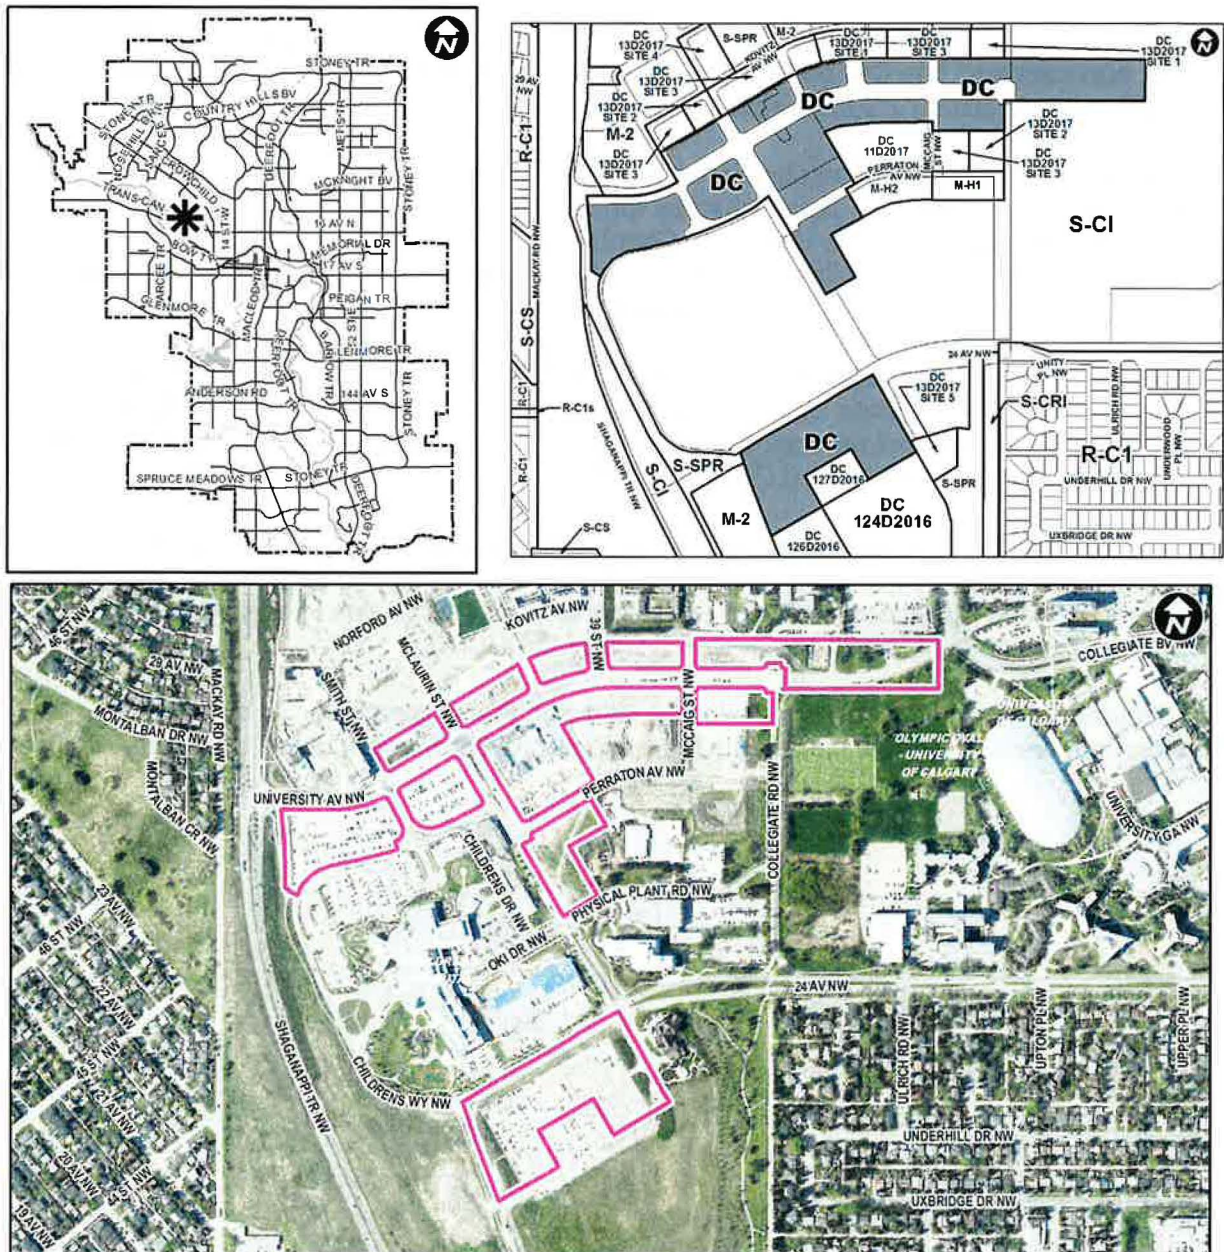 N
STONEY TR
COUNTRY HILLS BV
STONEY TR
NOSEHILL DR
SARCEE TR
CROWCHILD TR
DEERFOOT TR
METIS TR
STONEY TR
MCKNIGHT BV
TRANS-CAN
14 ST W
16 AV N
MEMORIAL DR
BOW TR
17 AV S
SARCEE TR
PEIGAN TR
GLENMORE TR
MACLEOD TR
52 ST E
BARLOW TR
GLENMORE TR
DEERFOOT TR
ANDERSON RD
144 AV S
STONEY TR
STONEY TR
SPRUCE MEADOWS TR
DEERFOOT TR
N
R-C1
29 AV
NW
DC
13D2017
SITE 4
S-SPR
M-2
KOVITZ
AV NW
DC
13D2017
SITE 1
DC
13D2017
SITE 3
DC
13D2017
SITE 1
DC
13D2017
SITE 3
DC
13D2017
SITE 2
M-2
DC
13D2017
SITE 3
R-C1
DC
DC
DC
DC
11D2017
MCCAIG
ST NW
DC
13D2017
SITE 2
DC
13D2017
SITE 3
PERRATON
AV NW
M-H2
M-H1
S-CI
MACKAY RD NW
S-CS
24 AV NW
UNITY
PL NW
R-C1
R-C1s
DC
13D2017
SITE 5
S-CRI
ULRICH RD NW
UNDERWOOD
PL NW
R-C1
R-C1
SHAGANAPPI TR NW
S-CI
S-SPR
DC
DC
127D2016
M-2
DC
124D2016
DC
126D2016
S-SPR
UNDERHILL DR NW
UXBRIDGE DR NW
S-CS
N
46 ST NW
29 AV NW
MONTALBAN DR NW
MACKAY RD NW
MONTALBAN CR NW
NORFORD AV NW
KOVITZ AV NW
39 ST NW
MCLAURIN ST NW
SMITH ST NW
COLLEGIATE BV NW
UNIVERSITY
OF CALGARY
OLYMPIC OVAL
- UNIVERSITY
OF CALGARY
MCCAIG ST NW
UNIVERSITY AV NW
PERRATON AV NW
COLLEGIATE RD NW
UNIVERSITY GA NW
CHILDRENS DR NW
PHYSICAL PLANT RD NW
OKI DR NW
23 AV NW
46 ST NW
22 AV NW
24 AV NW
SHAGANAPPI TR NW
CHILDRENS WY NW
ULRICH RD NW
UPTON PL NW
UPPER PL NW
45 ST NW
21 AV NW
20 AV NW
19 AV NW
UNDERHILL DR NW
UXBRIDGE DR NW